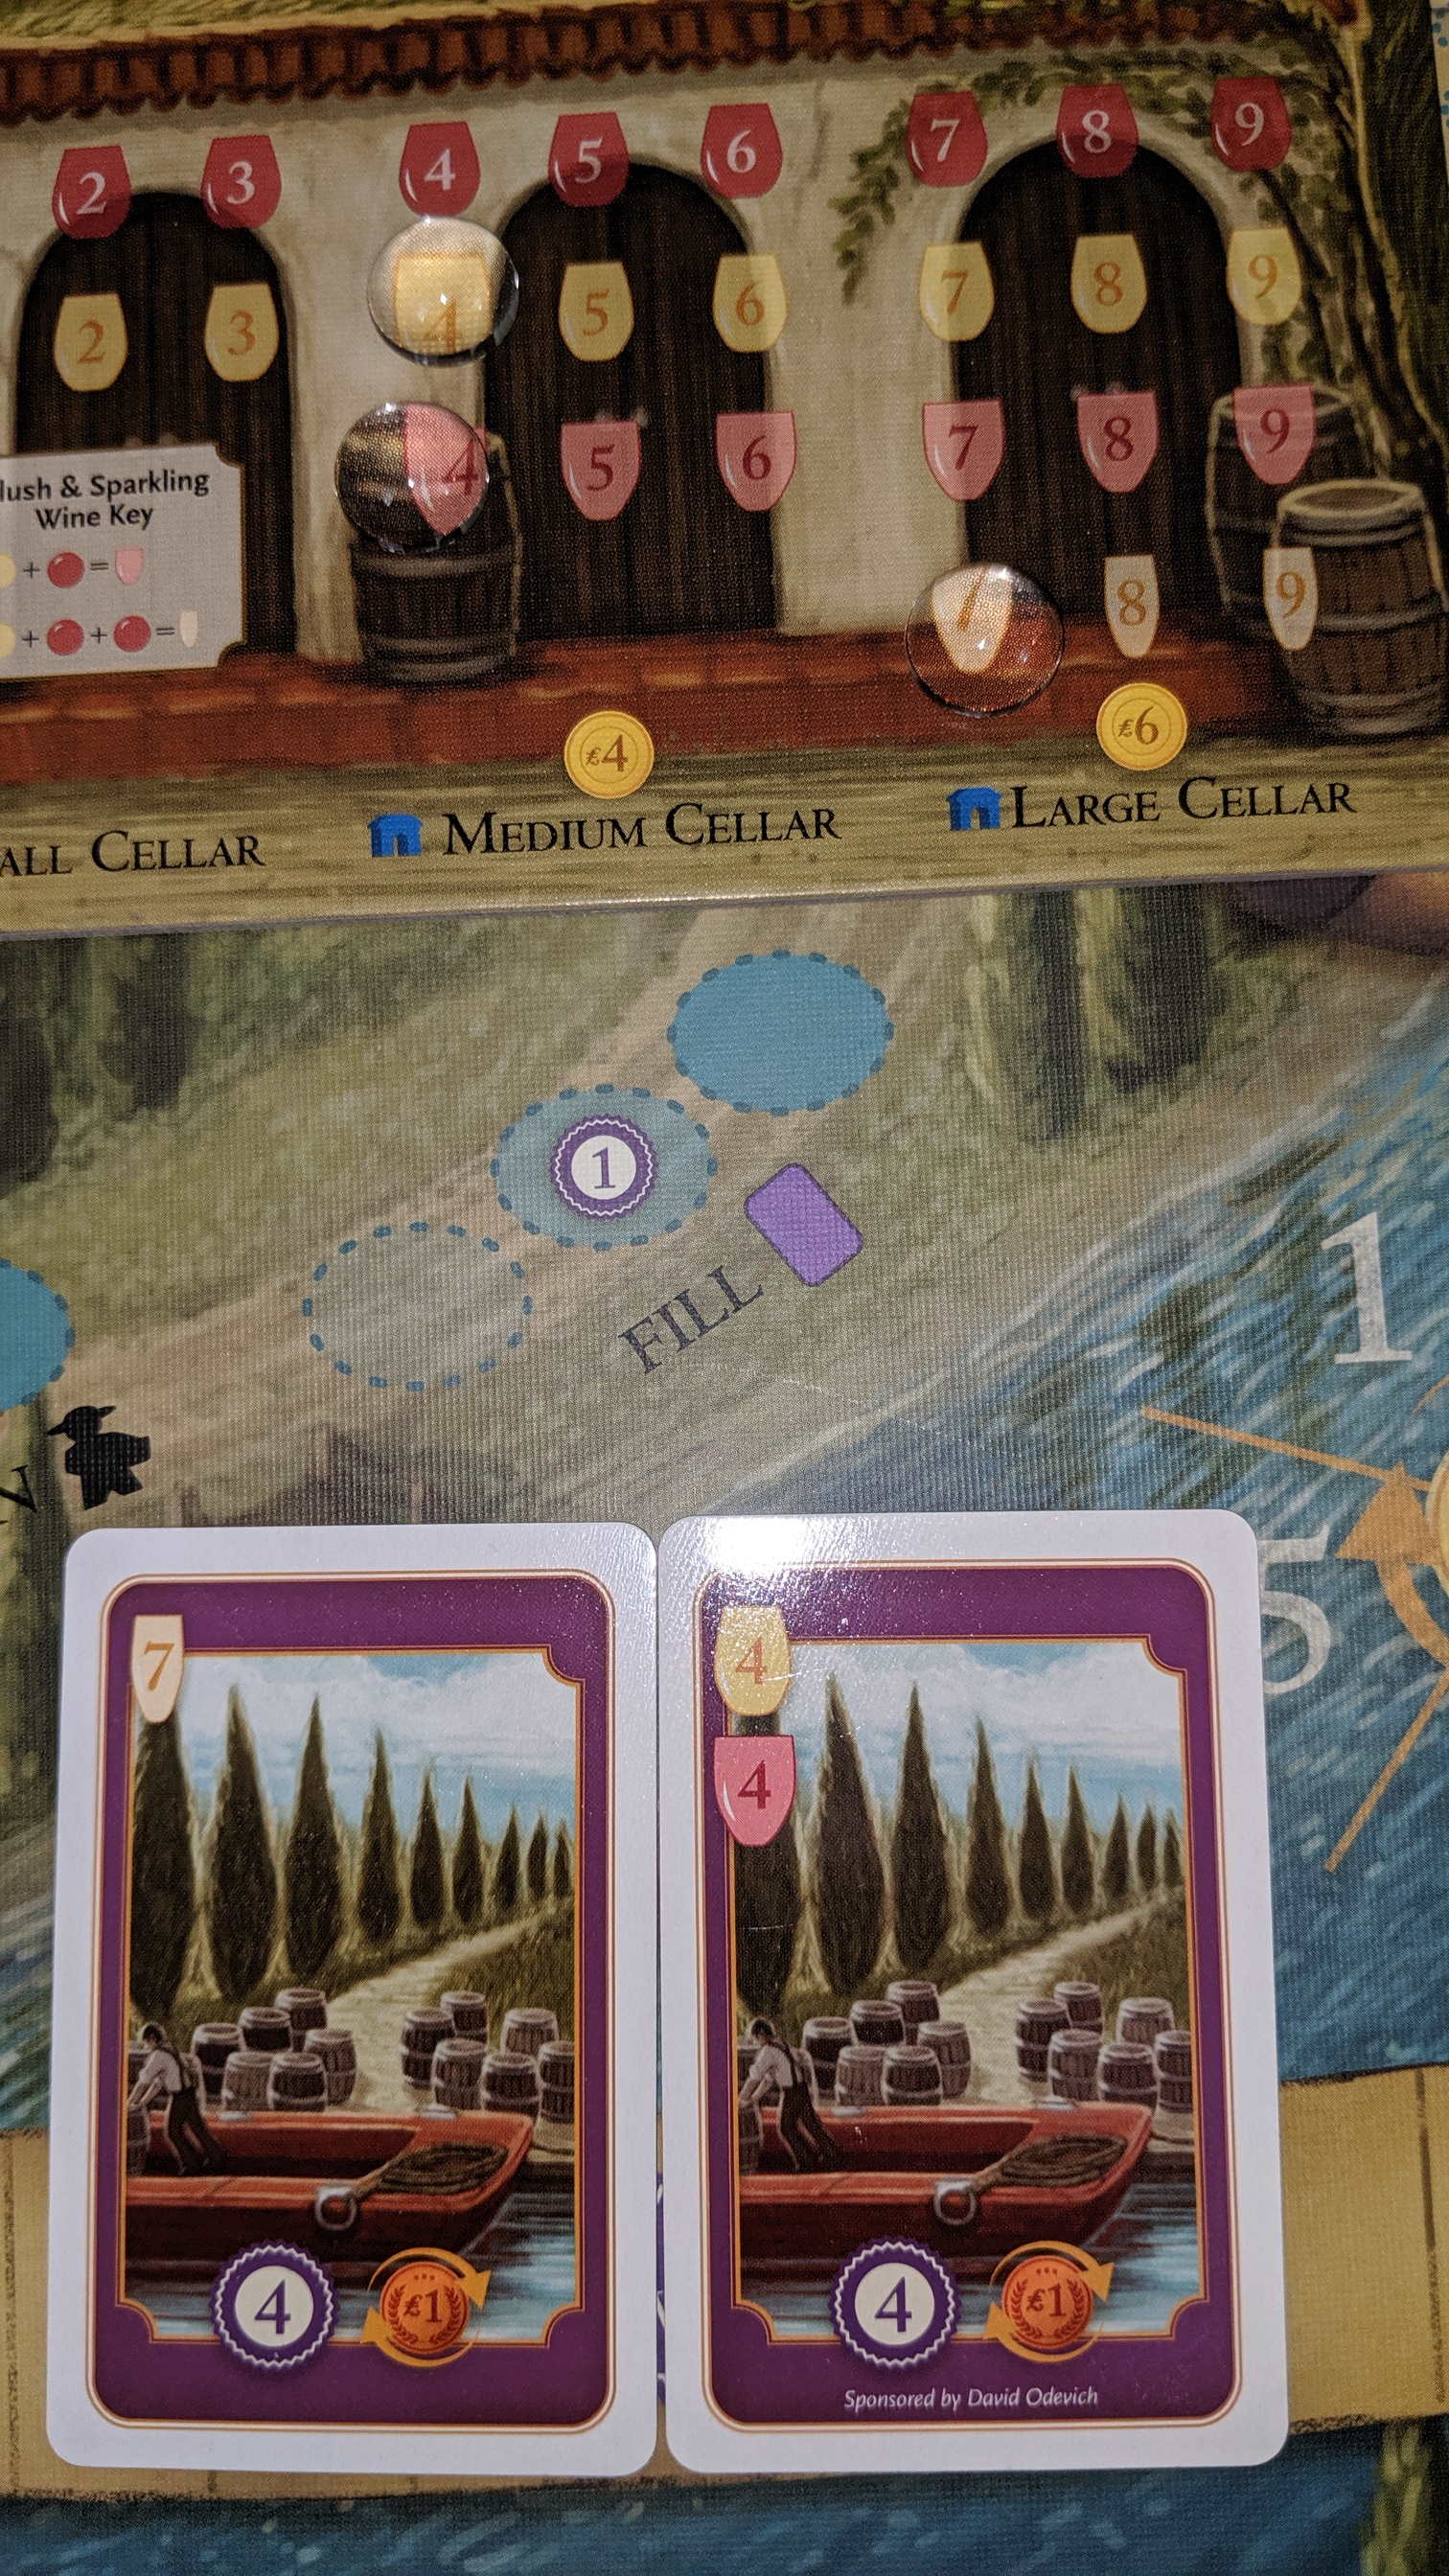 2 3 4 5 6 7 8 9
2 3 4 5 6 7 8 9
4 5 6 7 8 9
lush & Sparkling
Wine Key
+ = 
7 8 9
+ + =
£4 £6
ALL CELLAR MEDIUM CELLAR LARGE CELLAR
1
FILL
1
5
7
4 £1
4
4
4 £1
Sponsored by David Odevich